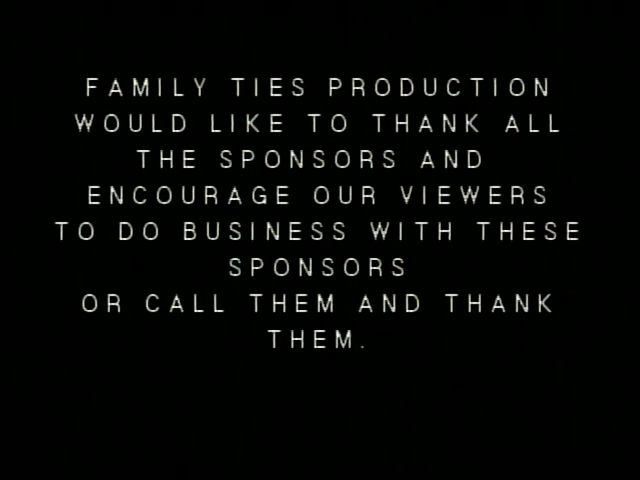 FAMILY TIES PRODUCTION
WOULD LIKE TO THANK ALL
THE SPONSORS AND
ENCOURAGE OUR VIEWERS
TO DO BUSINESS WITH THESE
SPONSORS
OR CALL THEM AND THANK
THEM.